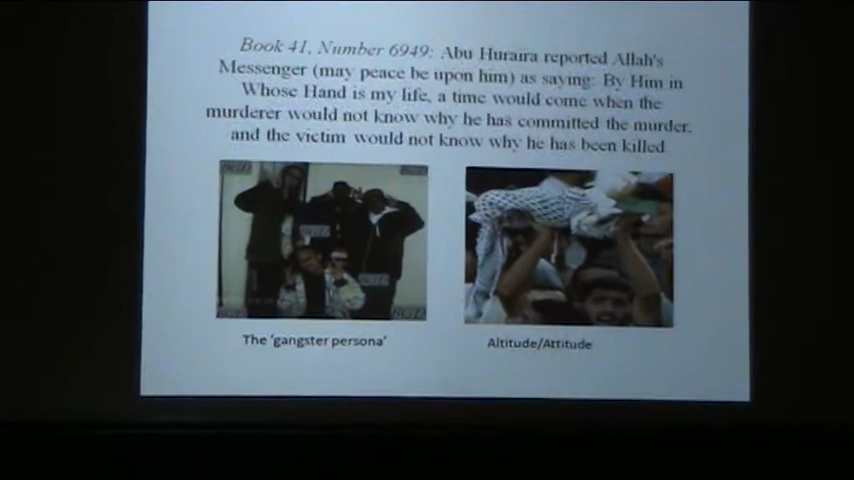 Book 41, Number 6949: Abu Huraira reported Allah's
Messenger (may peace be upon him) as saying: By Him in
Whose Hand is my life, a time would come when the
murderer would not know why he has committed the murder,
and the victim would not know why he has been killed
The 'gangster persona'
Altitude/Attitude